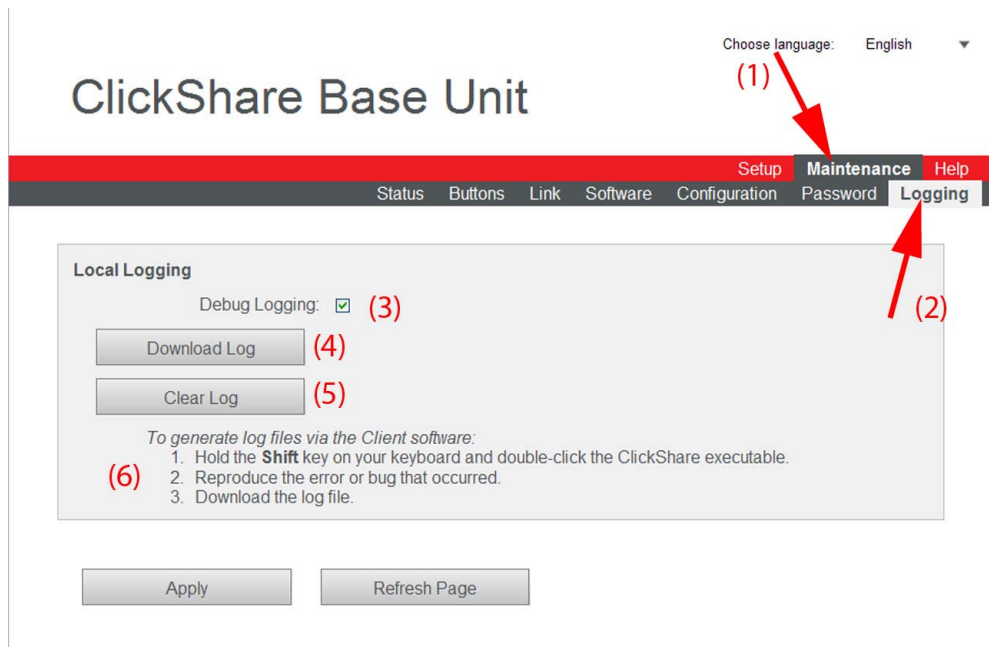 Choose language: English
(1)
ClickShare Base Unit
Setup Maintenance Help
Status Buttons Link Software Configuration Password Logging
(2)
Local Logging
Debug Logging: (3)
Download Log (4)
Clear Log (5)
To generate log files via the Client software:
(6)
1. Hold the Shift key on your keyboard and double-click the ClickShare executable.
2. Reproduce the error or bug that occurred.
3. Download the log file.
Apply Refresh Page